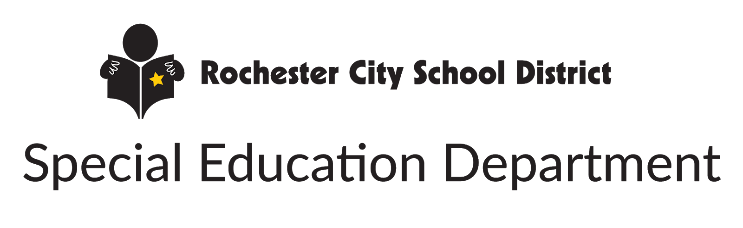 Rochester City School District
Special Education Department